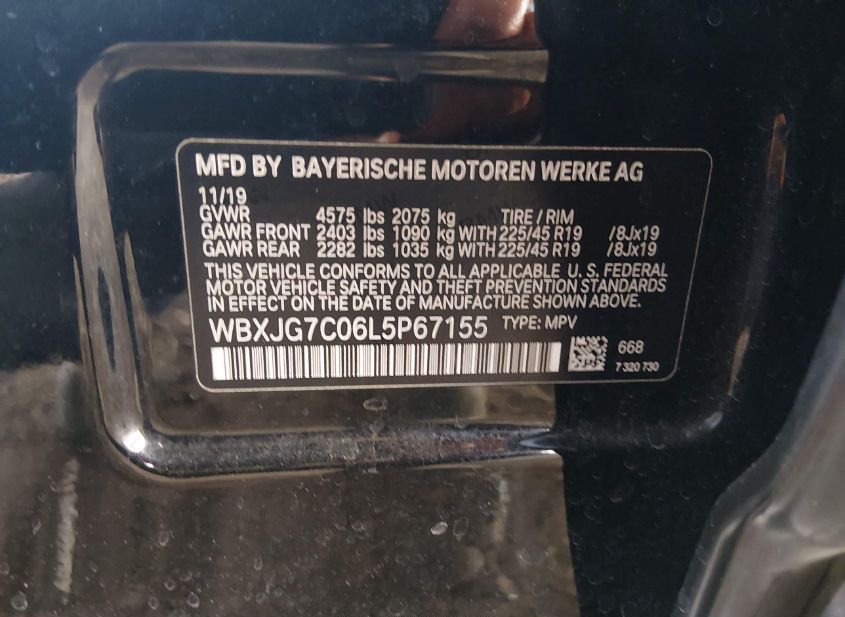 MFD BY BAYERISCHE MOTOREN WERKE AG
11/19
GVWR 4575 lbs 2075 kg TIRE / RIM
GAWR FRONT 2403 lbs 1090 kg WITH 225/45 R19 /8Jx19
GAWR REAR 2282 lbs 1035 kg WITH 225/45 R19 /8Jx19
THIS VEHICLE CONFORMS TO ALL APPLICABLE U. S. FEDERAL
MOTOR VEHICLE SAFETY AND THEFT PREVENTION STANDARDS
IN EFFECT ON THE DATE OF MANUFACTURE SHOWN ABOVE.
WBXJG7C06L5P67155 TYPE: MPV
668
7 320 730